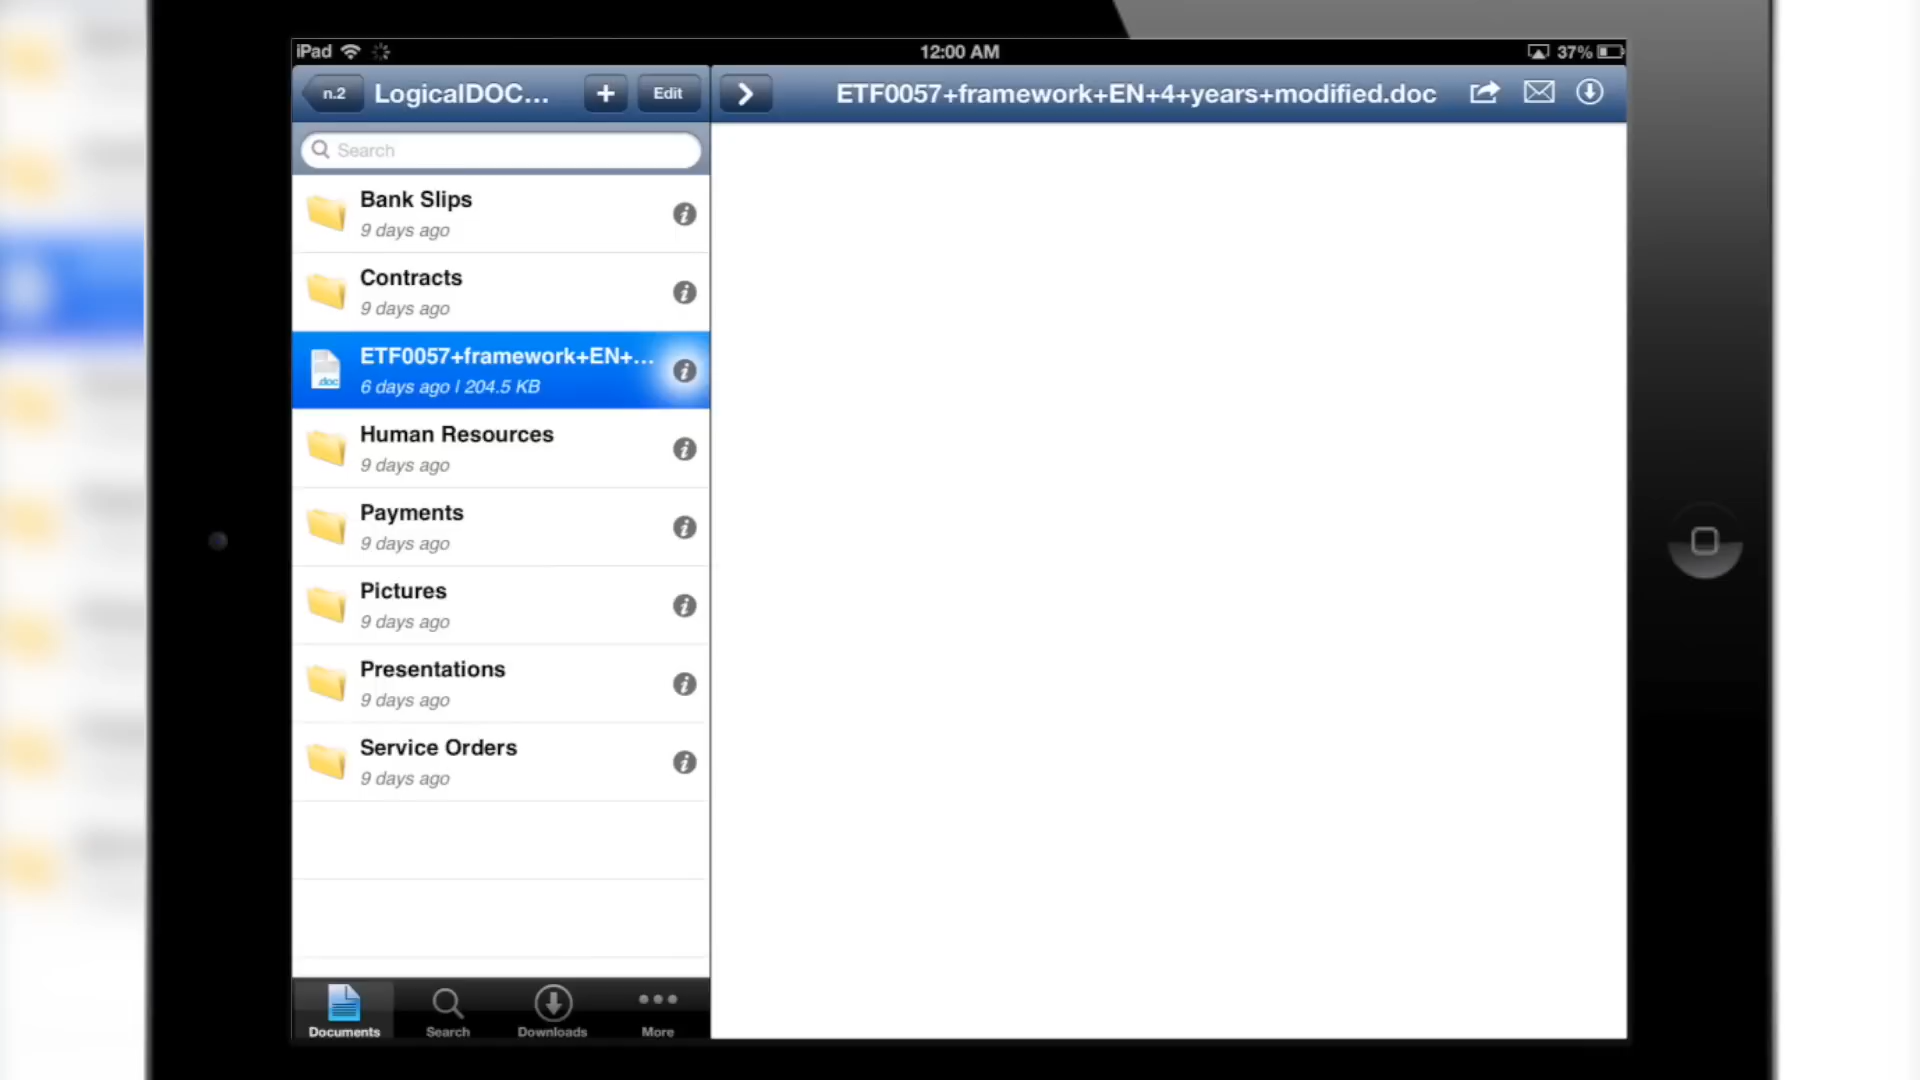 iPad
12:00 AM
37%
n.2
LogicalDOC...
+
Edit
ETF0057+framework+EN+4+years+modified.doc
Search
Bank Slips
9 days ago
Contracts
9 days ago
.doc
ETF0057+framework+EN+...
6 days ago | 204.5 KB
Human Resources
9 days ago
Payments
9 days ago
Pictures
9 days ago
Presentations
9 days ago
Service Orders
9 days ago
Documents
Search
Downloads
More